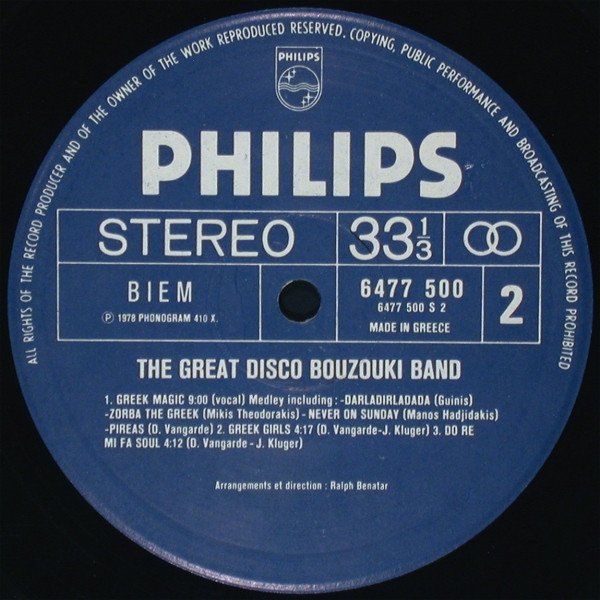 ALL RIGHTS OF THE RECORD PRODUCER AND OF THE OWNER OF THE WORK REPRODUCED RESERVED. COPYING, PUBLIC PERFORMANCE AND BROADCASTING OF THIS RECORD PROHIBITED
PHILIPS
PHILIPS
STEREO 33 1/3
BIEM 6477 500 2
6477 500 S 2
℗ 1978 PHONOGRAM 410 X. MADE IN GREECE
THE GREAT DISCO BOUZOUKI BAND
1. GREEK MAGIC 9:00 (vocal) Medley including : -DARLADIRLADADA (Guinis)
-ZORBA THE GREEK (Mikis Theodorakis) - NEVER ON SUNDAY (Manos Hadjidakis)
-PIREAS (D. Vangarde) 2. GREEK GIRLS 4:17 (D. Vangarde-J. Kluger) 3. DO RE
MI FA SOUL 4:12 (D. Vangarde - J. Kluger)
Arrangements et direction : Ralph Benatar